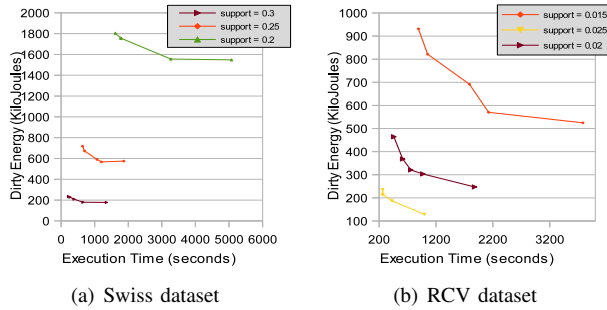 support = 0.3
support = 0.25
support = 0.2
2000
1800
1600
1400
1200
1000
800
600
400
200
0
Dirty Energy (KiloJoules)
0 1000 2000 3000 4000 5000 6000
Execution Time (seconds)
(a) Swiss dataset
support = 0.015
support = 0.025
support = 0.02
1000
900
800
700
600
500
400
300
200
100
Dirty Energy (KiloJoules)
200 1200 2200 3200
Execution Time (seconds)
(b) RCV dataset